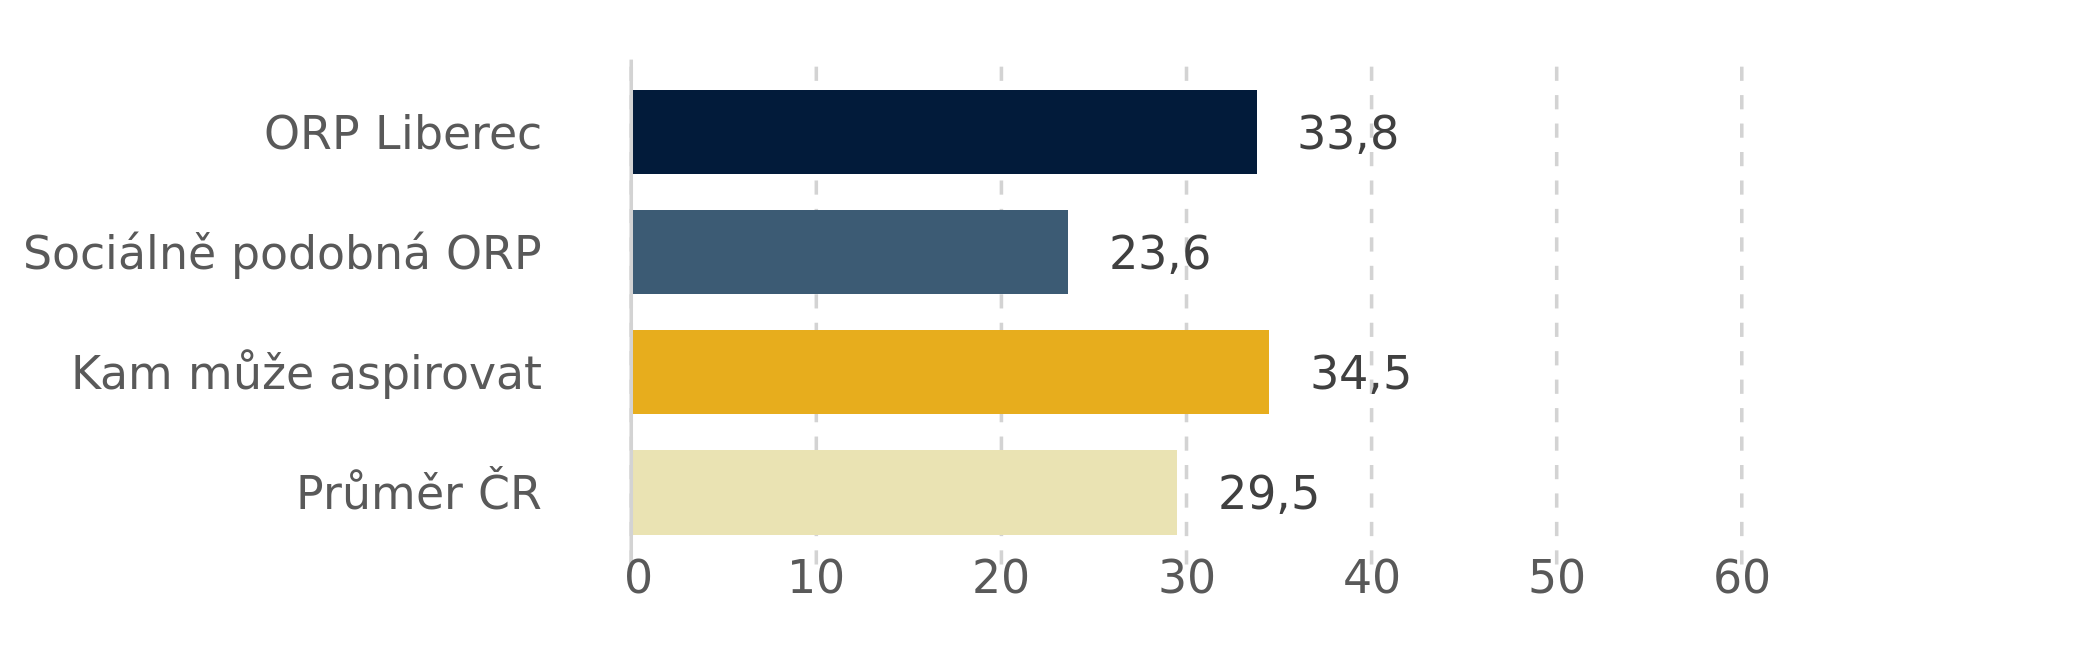 ORP Liberec 33,8
Sociálně podobná ORP 23,6
Kam může aspirovat 34,5
Průměr ČR 29,5
0 10 20 30 40 50 60